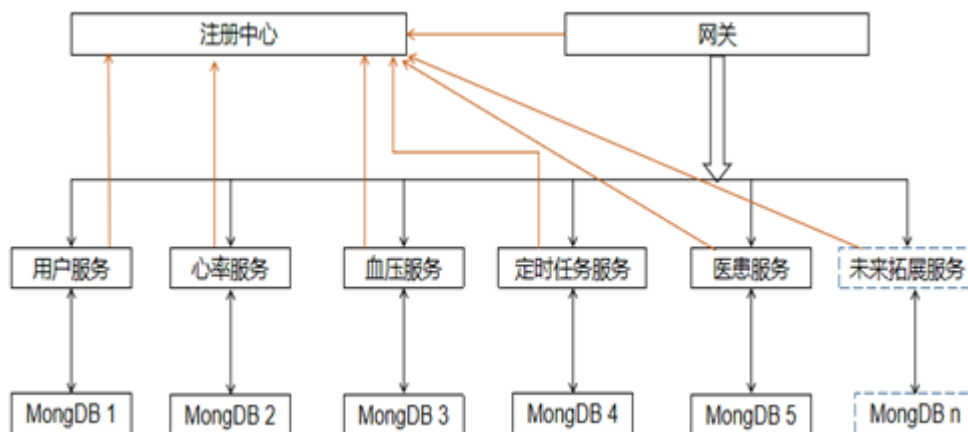 注册中心
网关
用户服务
心率服务
血压服务
定时任务服务
医患服务
未来拓展服务
MongDB 1
MongDB 2
MongDB 3
MongDB 4
MongDB 5
MongDB n